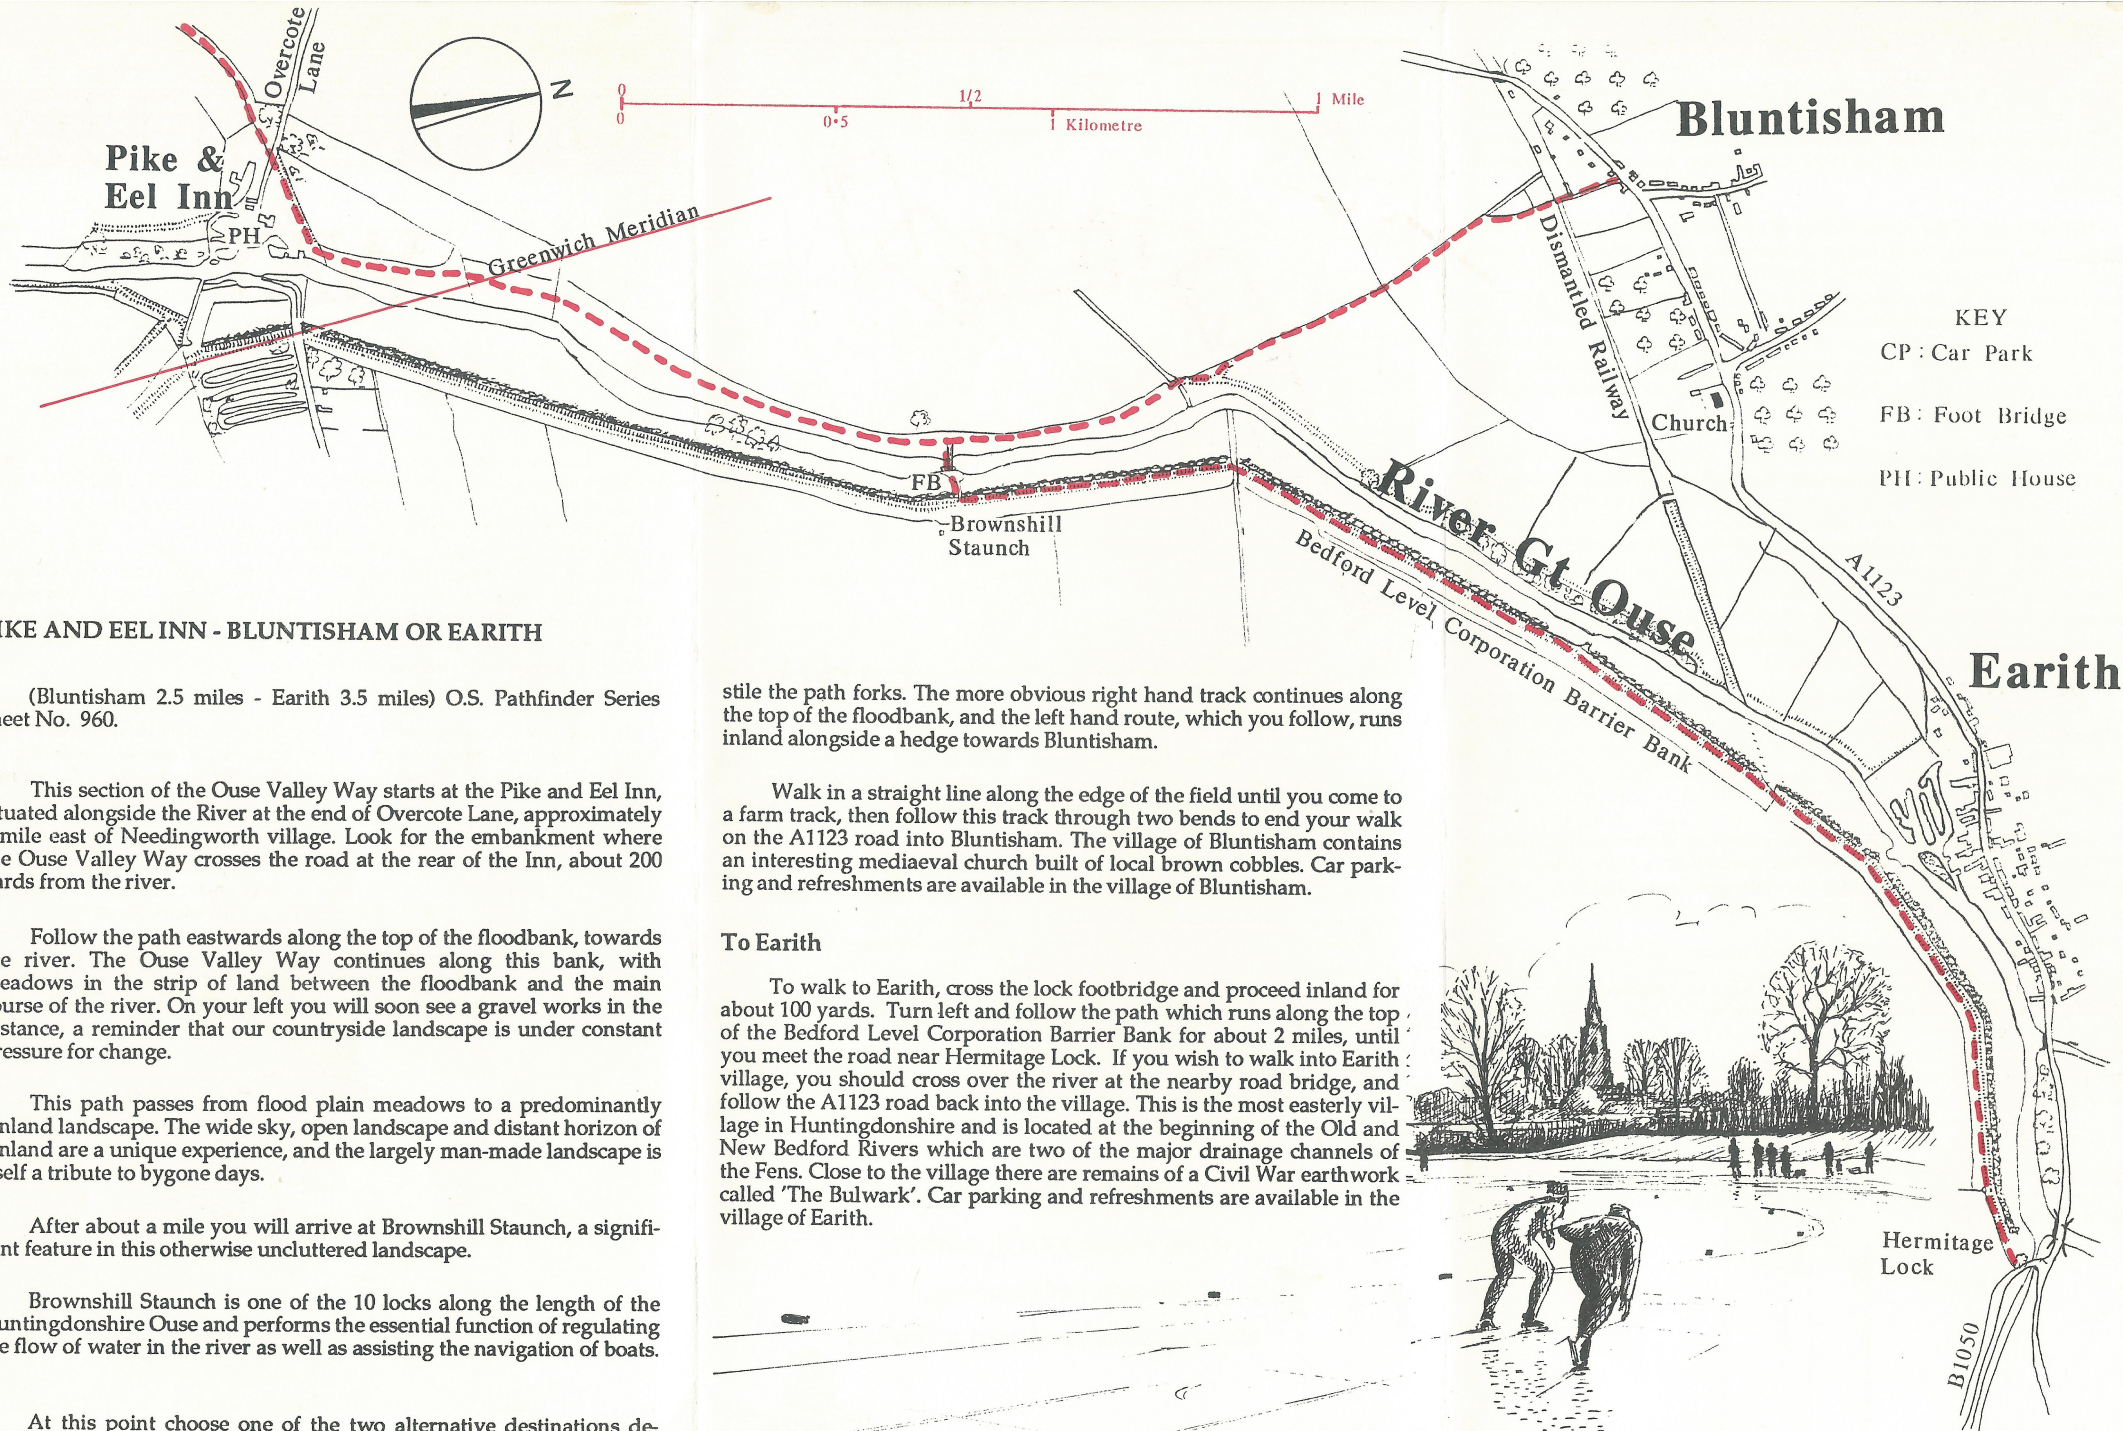 Overcote
Lane
N
0
1/2
1 Mile
0
0·5
1 Kilometre
Bluntisham
Pike &
Eel Inn
PH
Greenwich Meridian
Dismantled Railway
Church
KEY
CP : Car Park
FB : Foot Bridge
PH : Public House
FB
Brownshill
Staunch
River Gt Ouse
Bedford Level Corporation Barrier Bank
A1123
Earith
Hermitage
Lock
B1050
IKE AND EEL INN - BLUNTISHAM OR EARITH
(Bluntisham 2.5 miles - Earith 3.5 miles) O.S. Pathfinder Series
eet No. 960.
This section of the Ouse Valley Way starts at the Pike and Eel Inn,
tuated alongside the River at the end of Overcote Lane, approximately
mile east of Needingworth village. Look for the embankment where
e Ouse Valley Way crosses the road at the rear of the Inn, about 200
ards from the river.
Follow the path eastwards along the top of the floodbank, towards
e river. The Ouse Valley Way continues along this bank, with
eadows in the strip of land between the floodbank and the main
ourse of the river. On your left you will soon see a gravel works in the
stance, a reminder that our countryside landscape is under constant
ressure for change.
This path passes from flood plain meadows to a predominantly
nland landscape. The wide sky, open landscape and distant horizon of
nland are a unique experience, and the largely man-made landscape is
self a tribute to bygone days.
After about a mile you will arrive at Brownshill Staunch, a signifi-
nt feature in this otherwise uncluttered landscape.
Brownshill Staunch is one of the 10 locks along the length of the
untingdonshire Ouse and performs the essential function of regulating
e flow of water in the river as well as assisting the navigation of boats.
At this point choose one of the two alternative destinations de-
stile the path forks. The more obvious right hand track continues along
the top of the floodbank, and the left hand route, which you follow, runs
inland alongside a hedge towards Bluntisham.
Walk in a straight line along the edge of the field until you come to
a farm track, then follow this track through two bends to end your walk
on the A1123 road into Bluntisham. The village of Bluntisham contains
an interesting mediaeval church built of local brown cobbles. Car park-
ing and refreshments are available in the village of Bluntisham.
To Earith
To walk to Earith, cross the lock footbridge and proceed inland for
about 100 yards. Turn left and follow the path which runs along the top
of the Bedford Level Corporation Barrier Bank for about 2 miles, until
you meet the road near Hermitage Lock. If you wish to walk into Earith
village, you should cross over the river at the nearby road bridge, and
follow the A1123 road back into the village. This is the most easterly vil-
lage in Huntingdonshire and is located at the beginning of the Old and
New Bedford Rivers which are two of the major drainage channels of
the Fens. Close to the village there are remains of a Civil War earthwork
called 'The Bulwark'. Car parking and refreshments are available in the
village of Earith.